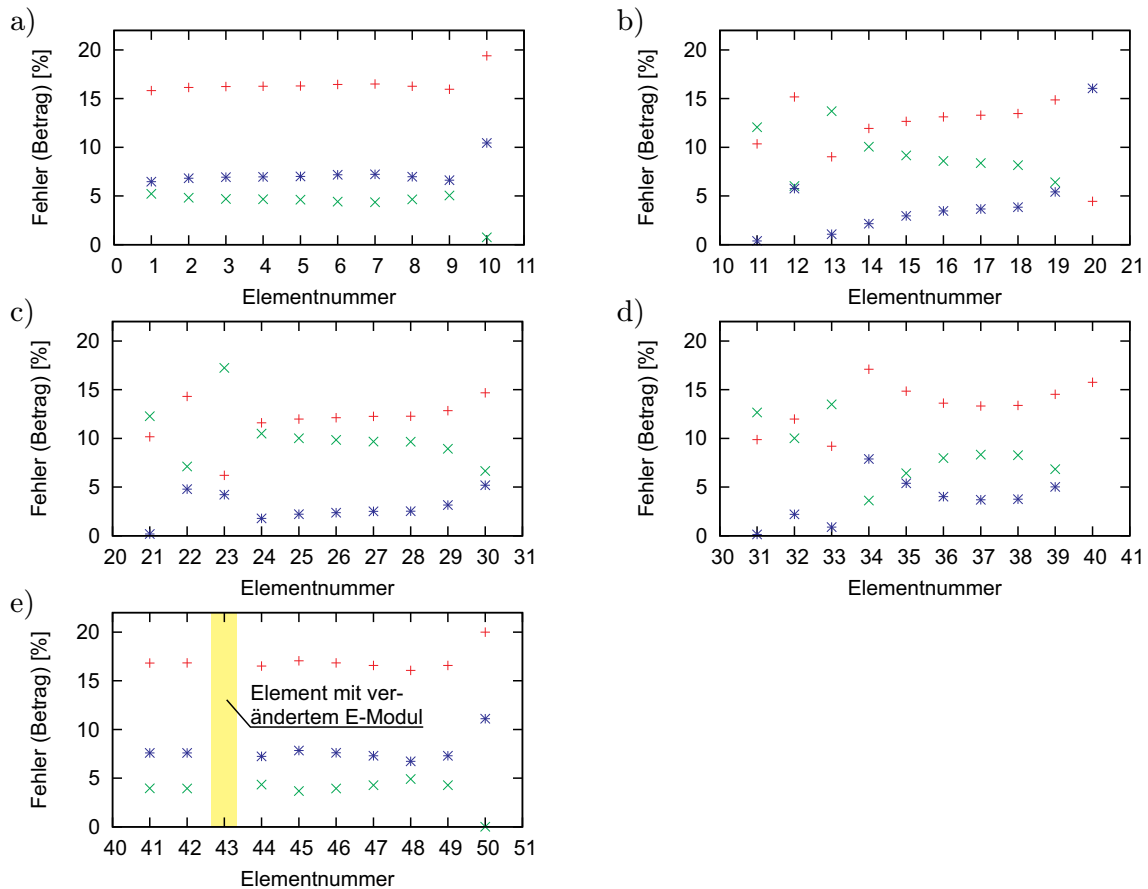 a)
Fehler (Betrag) [%]
20
15
10
5
0
0 1 2 3 4 5 6 7 8 9 10 11
Elementnummer
b)
Fehler (Betrag) [%]
20
15
10
5
0
10 11 12 13 14 15 16 17 18 19 20 21
Elementnummer
c)
Fehler (Betrag) [%]
20
15
10
5
0
20 21 22 23 24 25 26 27 28 29 30 31
Elementnummer
d)
Fehler (Betrag) [%]
20
15
10
5
0
30 31 32 33 34 35 36 37 38 39 40 41
Elementnummer
e)
Fehler (Betrag) [%]
20
15
10
5
0
Element mit ver-
ändertem E-Modul
40 41 42 43 44 45 46 47 48 49 50 51
Elementnummer